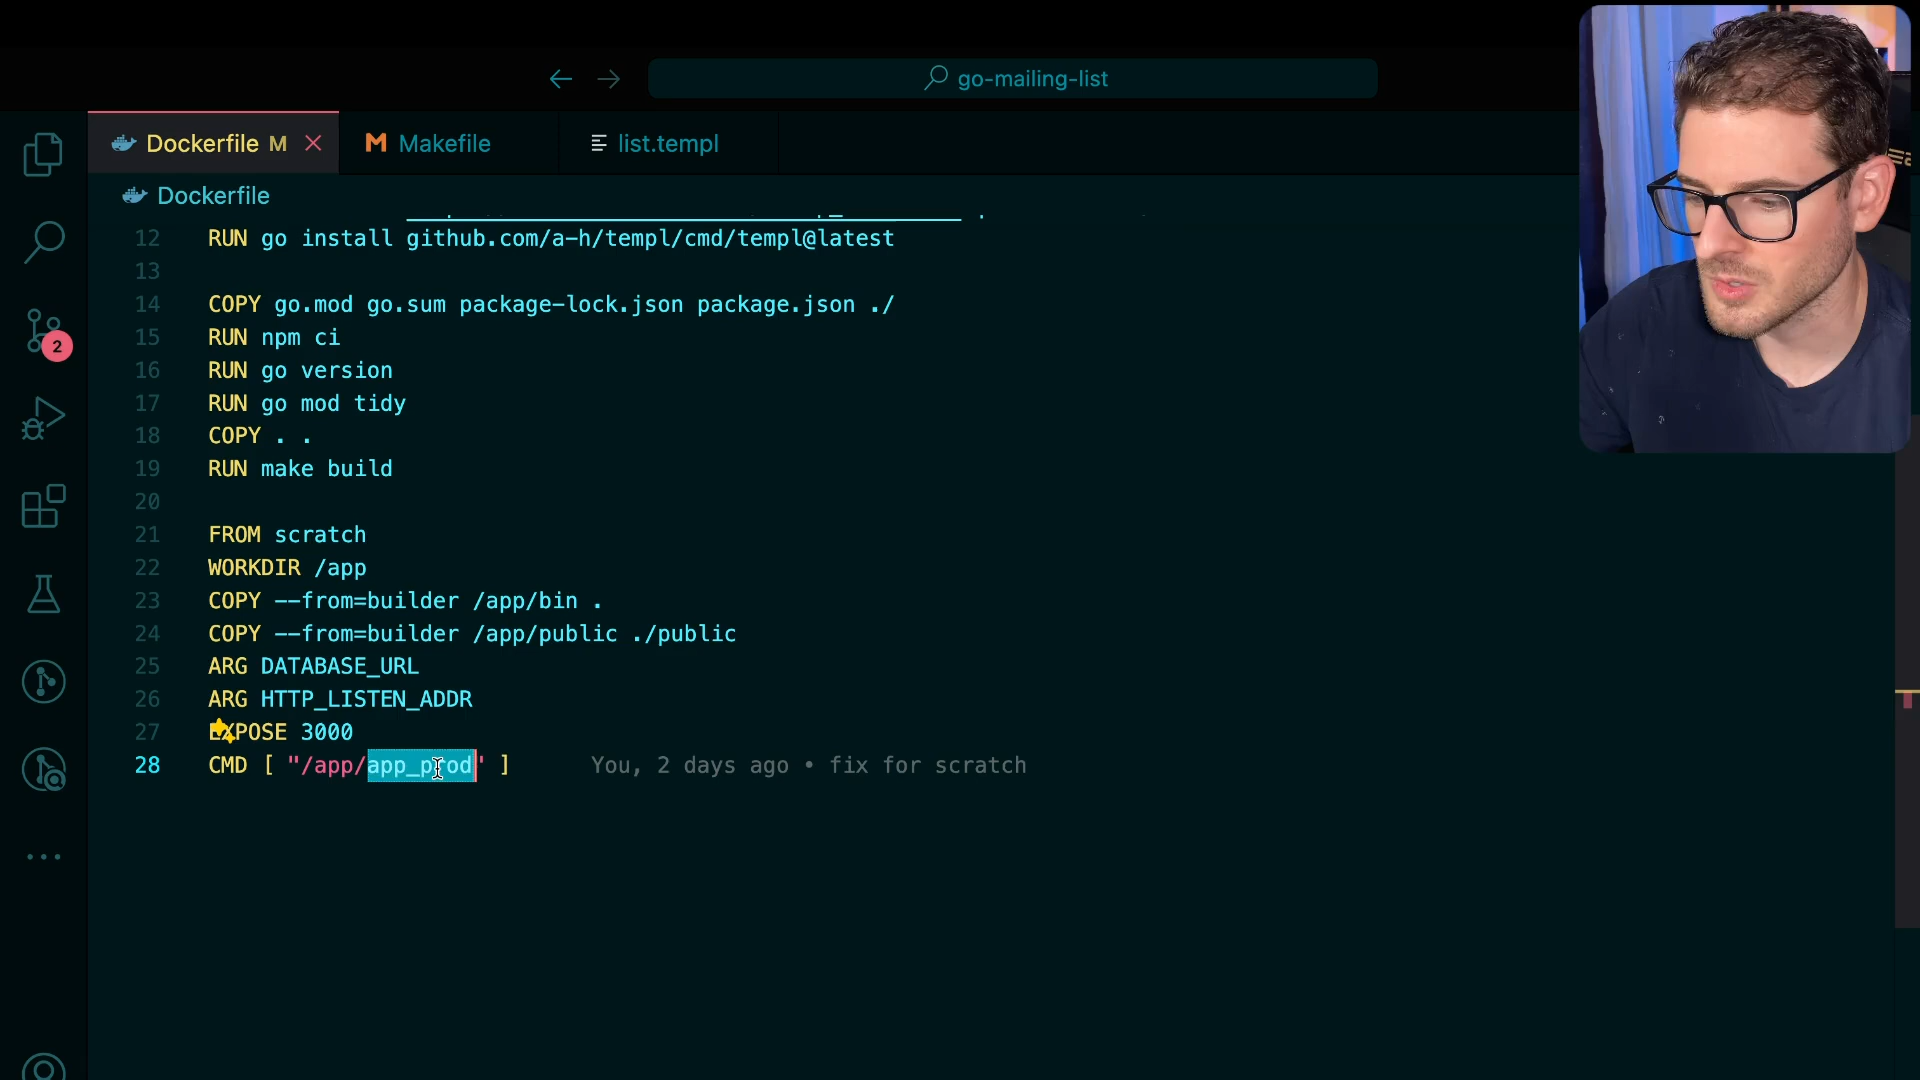 go-mailing-list
Dockerfile M
Makefile
list.templ
Dockerfile
12 RUN go install github.com/a-h/templ/cmd/templ@latest
13
14 COPY go.mod go.sum package-lock.json package.json ./
15 RUN npm ci
16 RUN go version
17 RUN go mod tidy
18 COPY . .
19 RUN make build
20
21 FROM scratch
22 WORKDIR /app
23 COPY --from=builder /app/bin .
24 COPY --from=builder /app/public ./public
25 ARG DATABASE_URL
26 ARG HTTP_LISTEN_ADDR
27 EXPOSE 3000
28 CMD [ "/app/app_prod" ] You, 2 days ago • fix for scratch
2